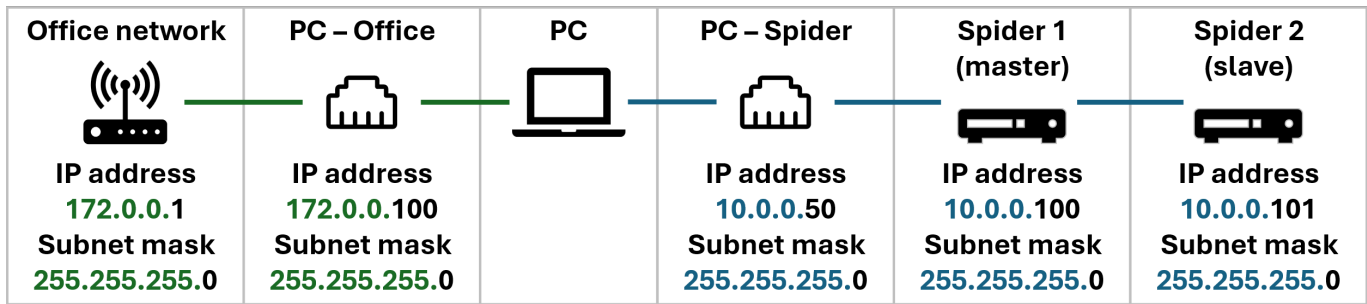 Office network
IP address
172.0.0.1
Subnet mask
255.255.255.0
PC – Office
IP address
172.0.0.100
Subnet mask
255.255.255.0
PC
PC – Spider
IP address
10.0.0.50
Subnet mask
255.255.255.0
Spider 1
(master)
IP address
10.0.0.100
Subnet mask
255.255.255.0
Spider 2
(slave)
IP address
10.0.0.101
Subnet mask
255.255.255.0